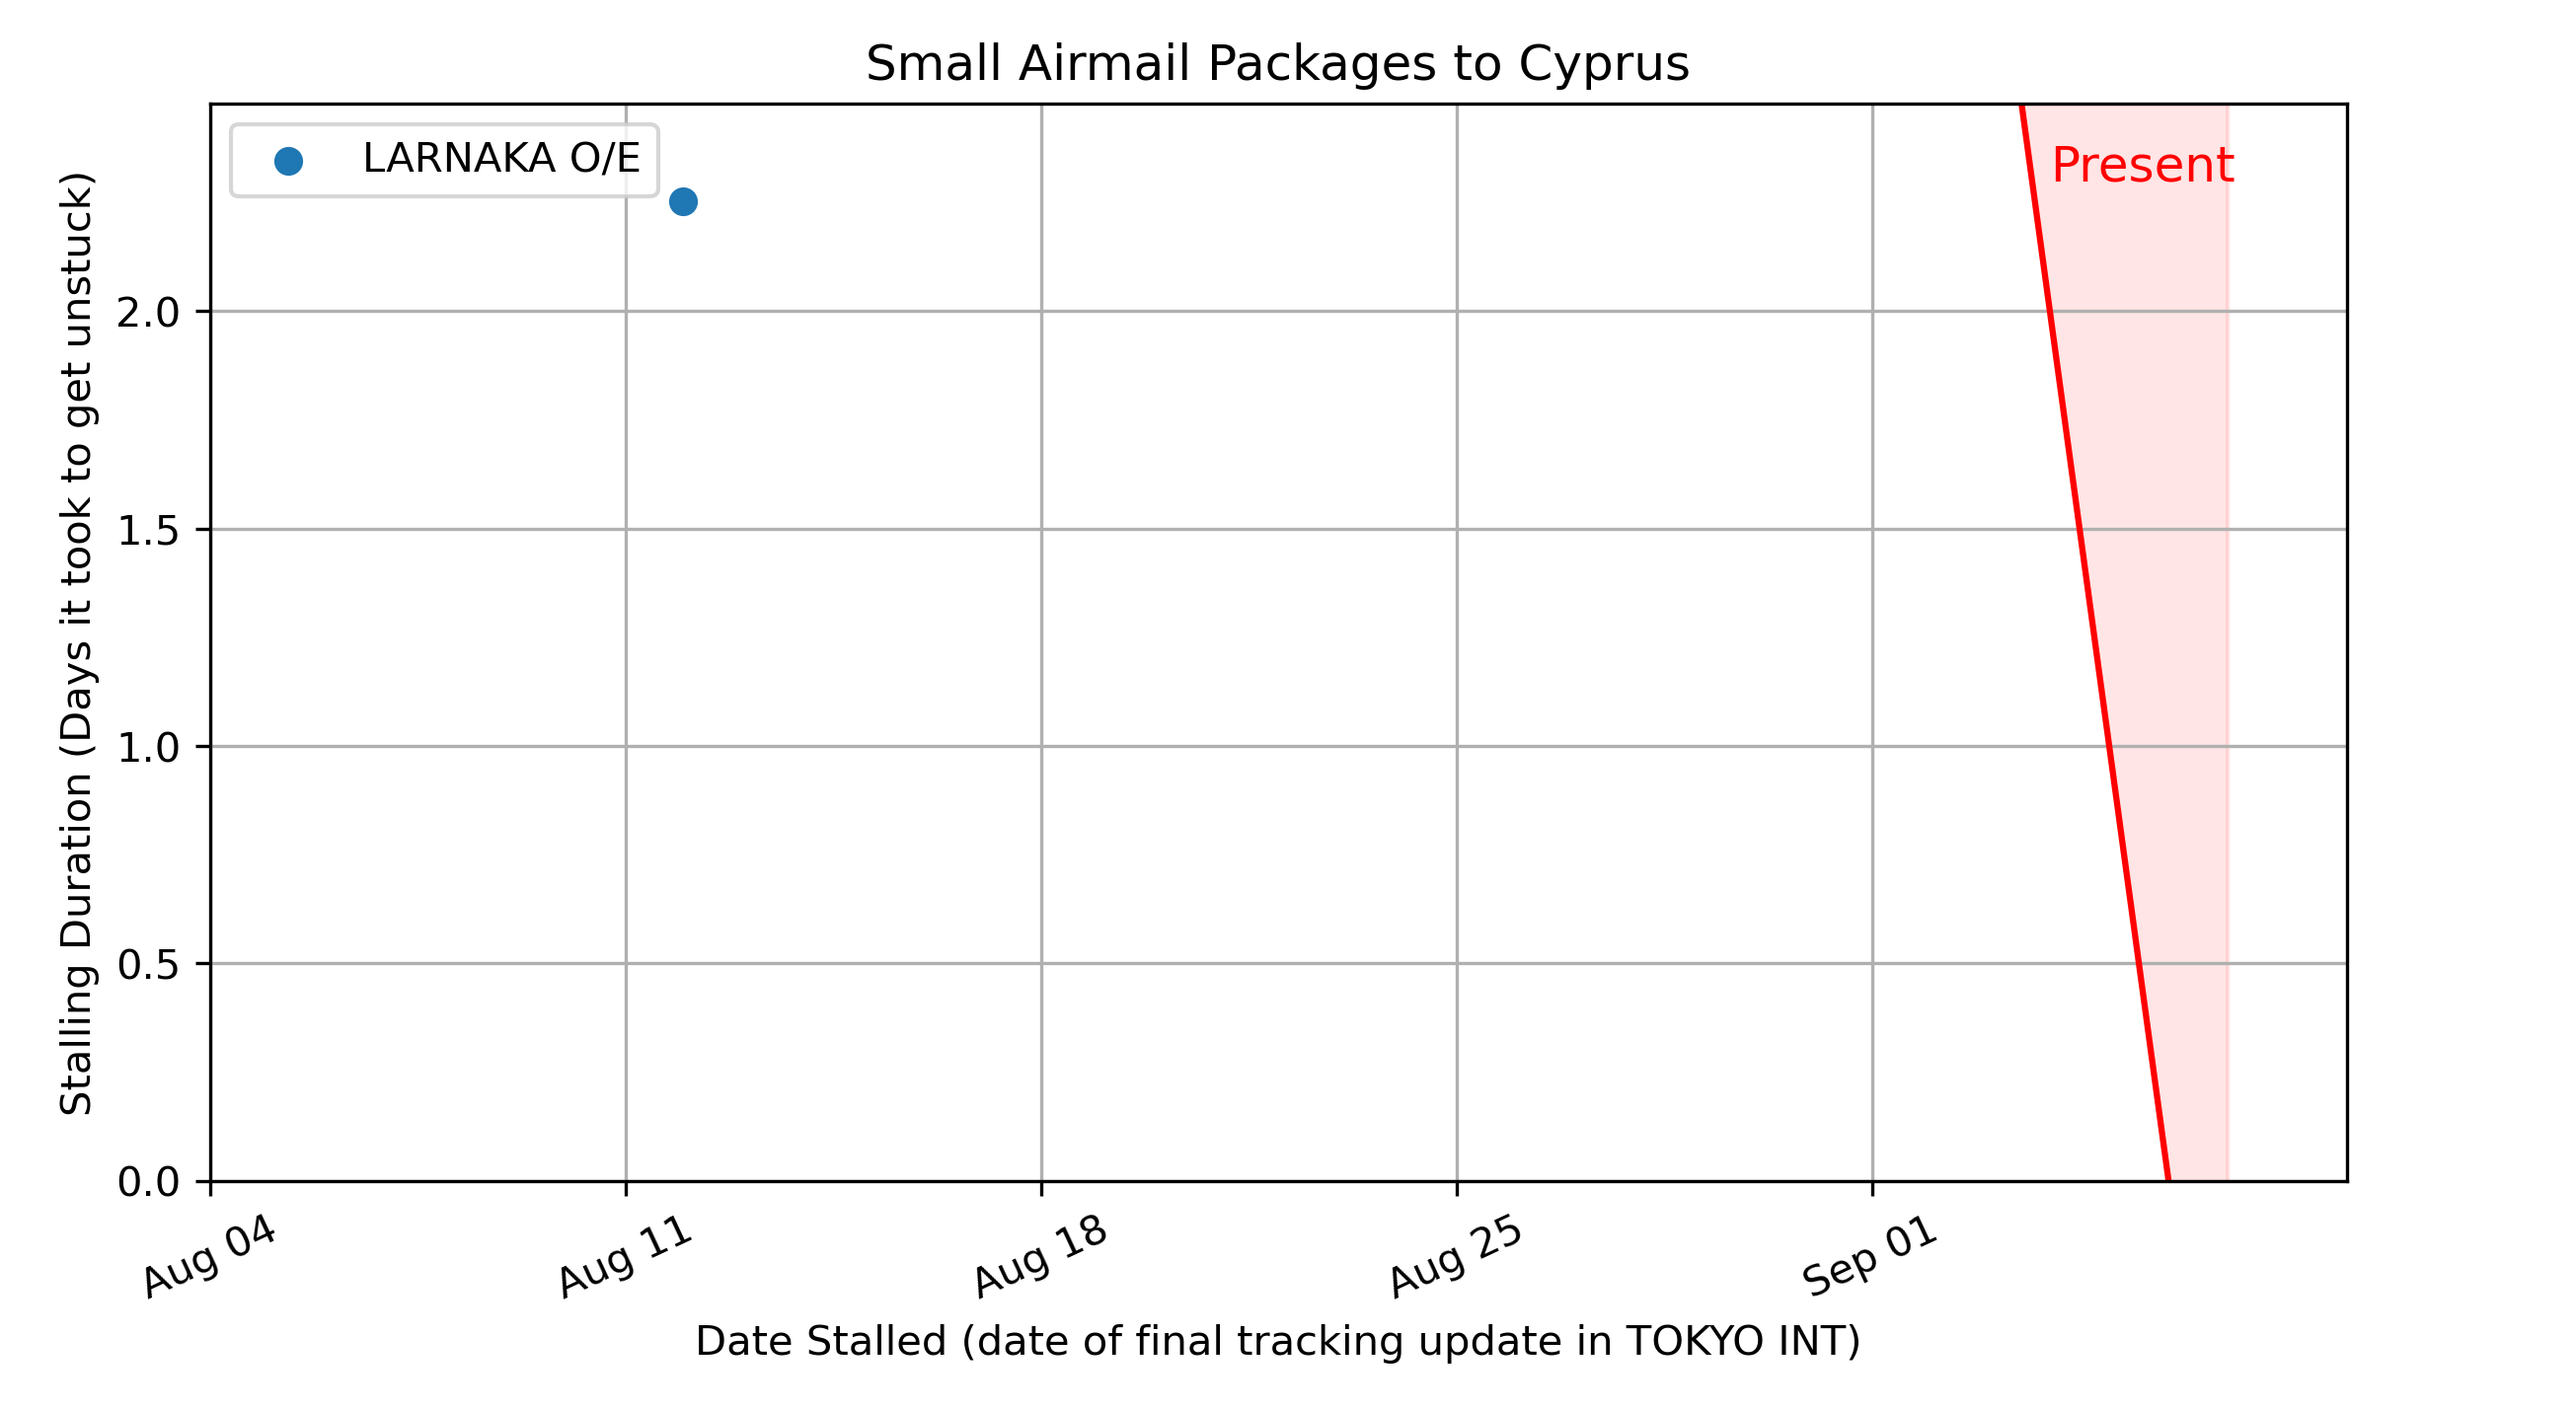 Small Airmail Packages to Cyprus
LARNAKA O/E
Present
Stalling Duration (Days it took to get unstuck)
2.0
1.5
1.0
0.5
0.0
Aug 04
Aug 11
Aug 18
Aug 25
Sep 01
Date Stalled (date of final tracking update in TOKYO INT)